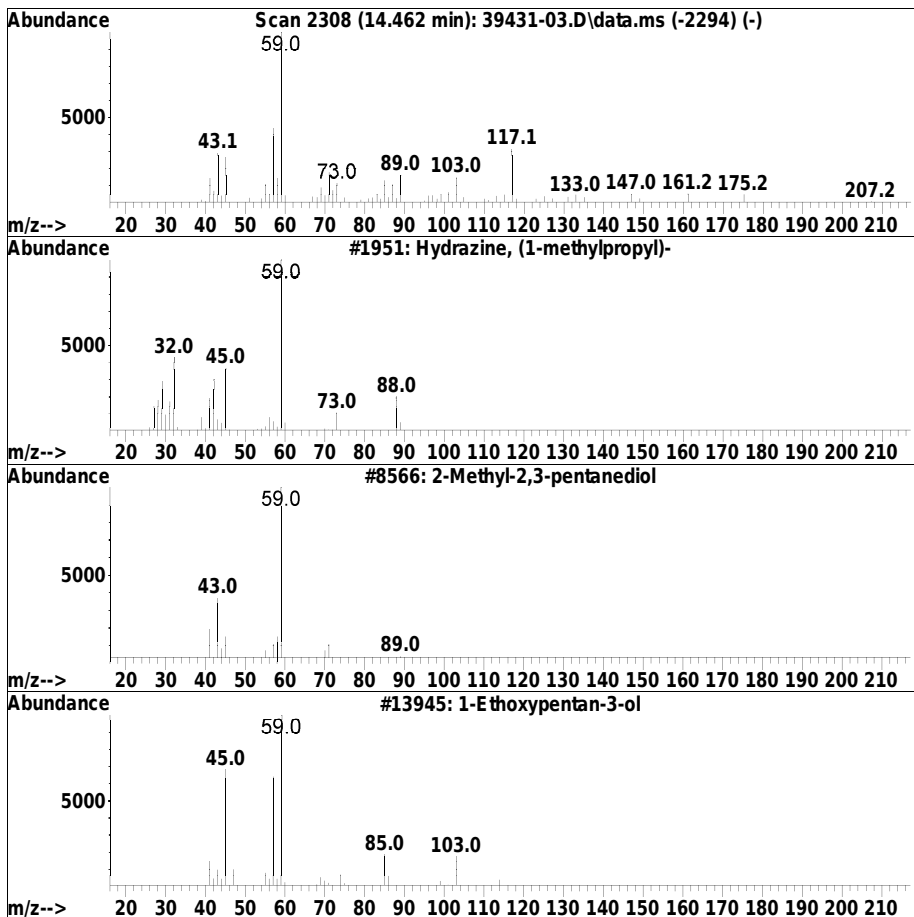 Abundance Scan 2308 (14.462 min): 39431-03.D\data.ms (-2294) (-)
59.0
5000
43.1 73.0 89.0 103.0 117.1 133.0 147.0 161.2 175.2 207.2
m/z--> 20 30 40 50 60 70 80 90 100 110 120 130 140 150 160 170 180 190 200 210
Abundance #1951: Hydrazine, (1-methylpropyl)-
59.0
5000
32.0 45.0 73.0 88.0
m/z--> 20 30 40 50 60 70 80 90 100 110 120 130 140 150 160 170 180 190 200 210
Abundance #8566: 2-Methyl-2,3-pentanediol
59.0
5000
43.0 89.0
m/z--> 20 30 40 50 60 70 80 90 100 110 120 130 140 150 160 170 180 190 200 210
Abundance #13945: 1-Ethoxypentan-3-ol
59.0
45.0
5000
85.0 103.0
m/z--> 20 30 40 50 60 70 80 90 100 110 120 130 140 150 160 170 180 190 200 210